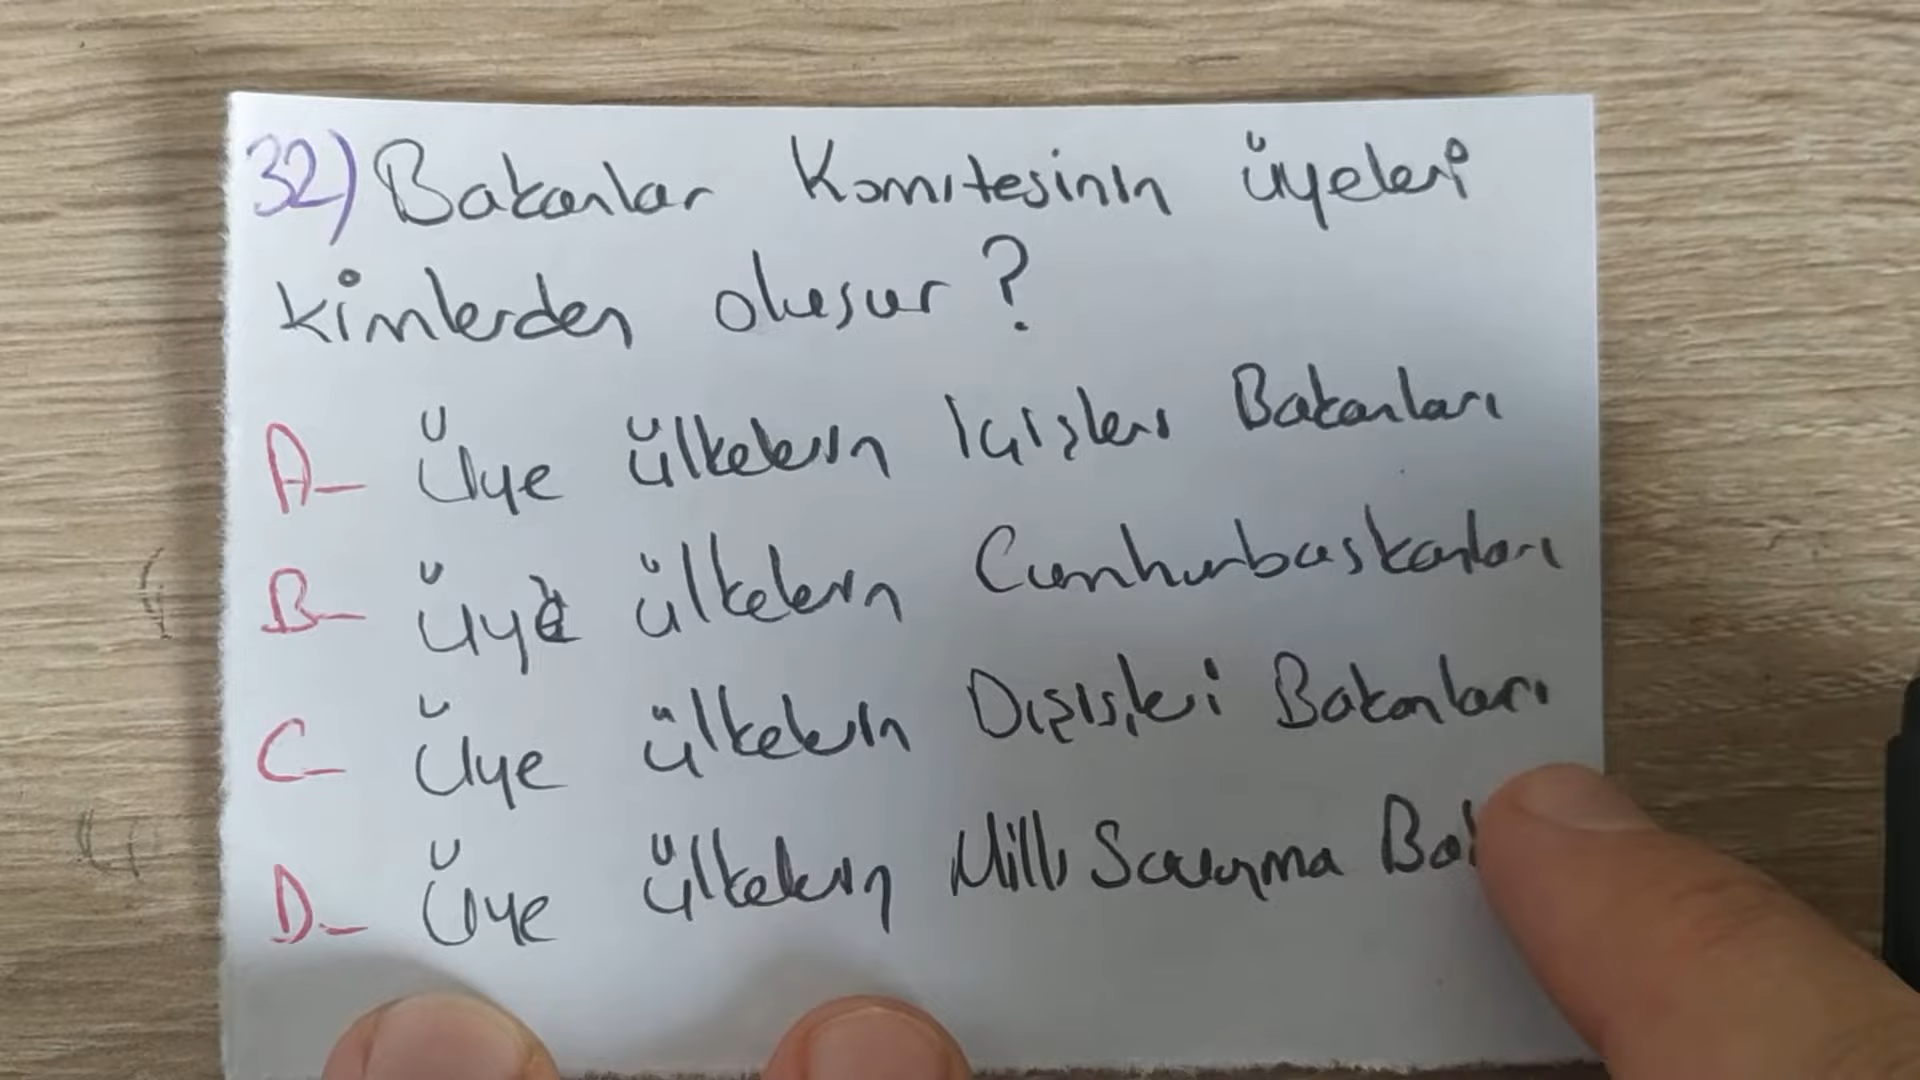 32) Bakanlar Komitesinin üyeleri
kimlerden oluşur?
A- Üye ülkelerin İçişleri Bakanları
B- Üye ülkelerin Cumhurbaşkanları
C- Üye ülkelerin Dışişleri Bakanları
D- Üye ülkelerin Milli Savunma